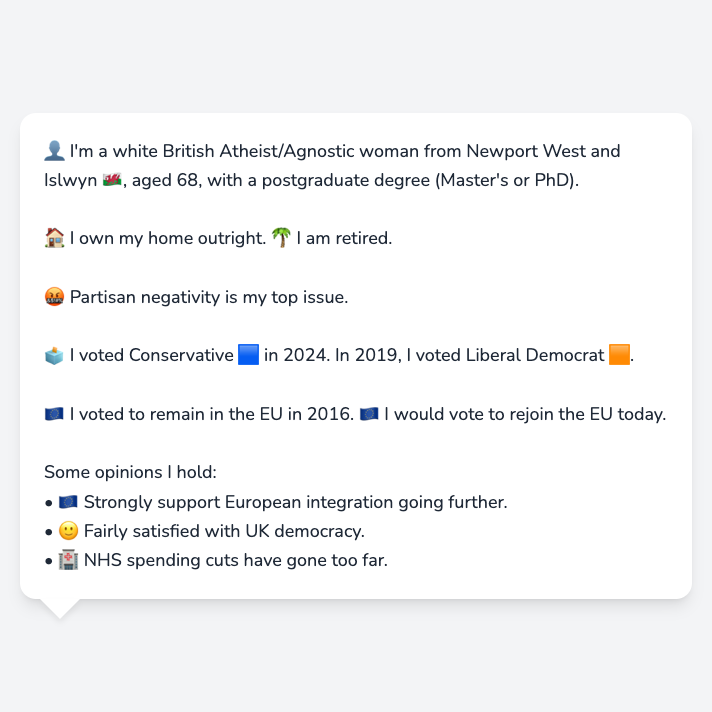 👤 I'm a white British Atheist/Agnostic woman from Newport West and
Islwyn 🏴󠁧󠁢󠁷󠁬󠁳󠁿, aged 68, with a postgraduate degree (Master's or PhD).
🏠 I own my home outright. 🌴 I am retired.
🤬 Partisan negativity is my top issue.
🗳️ I voted Conservative 🟦 in 2024. In 2019, I voted Liberal Democrat 🟧.
🇪🇺 I voted to remain in the EU in 2016. 🇪🇺 I would vote to rejoin the EU today.
Some opinions I hold:
• 🇪🇺 Strongly support European integration going further.
• 🙂 Fairly satisfied with UK democracy.
• 🏥 NHS spending cuts have gone too far.